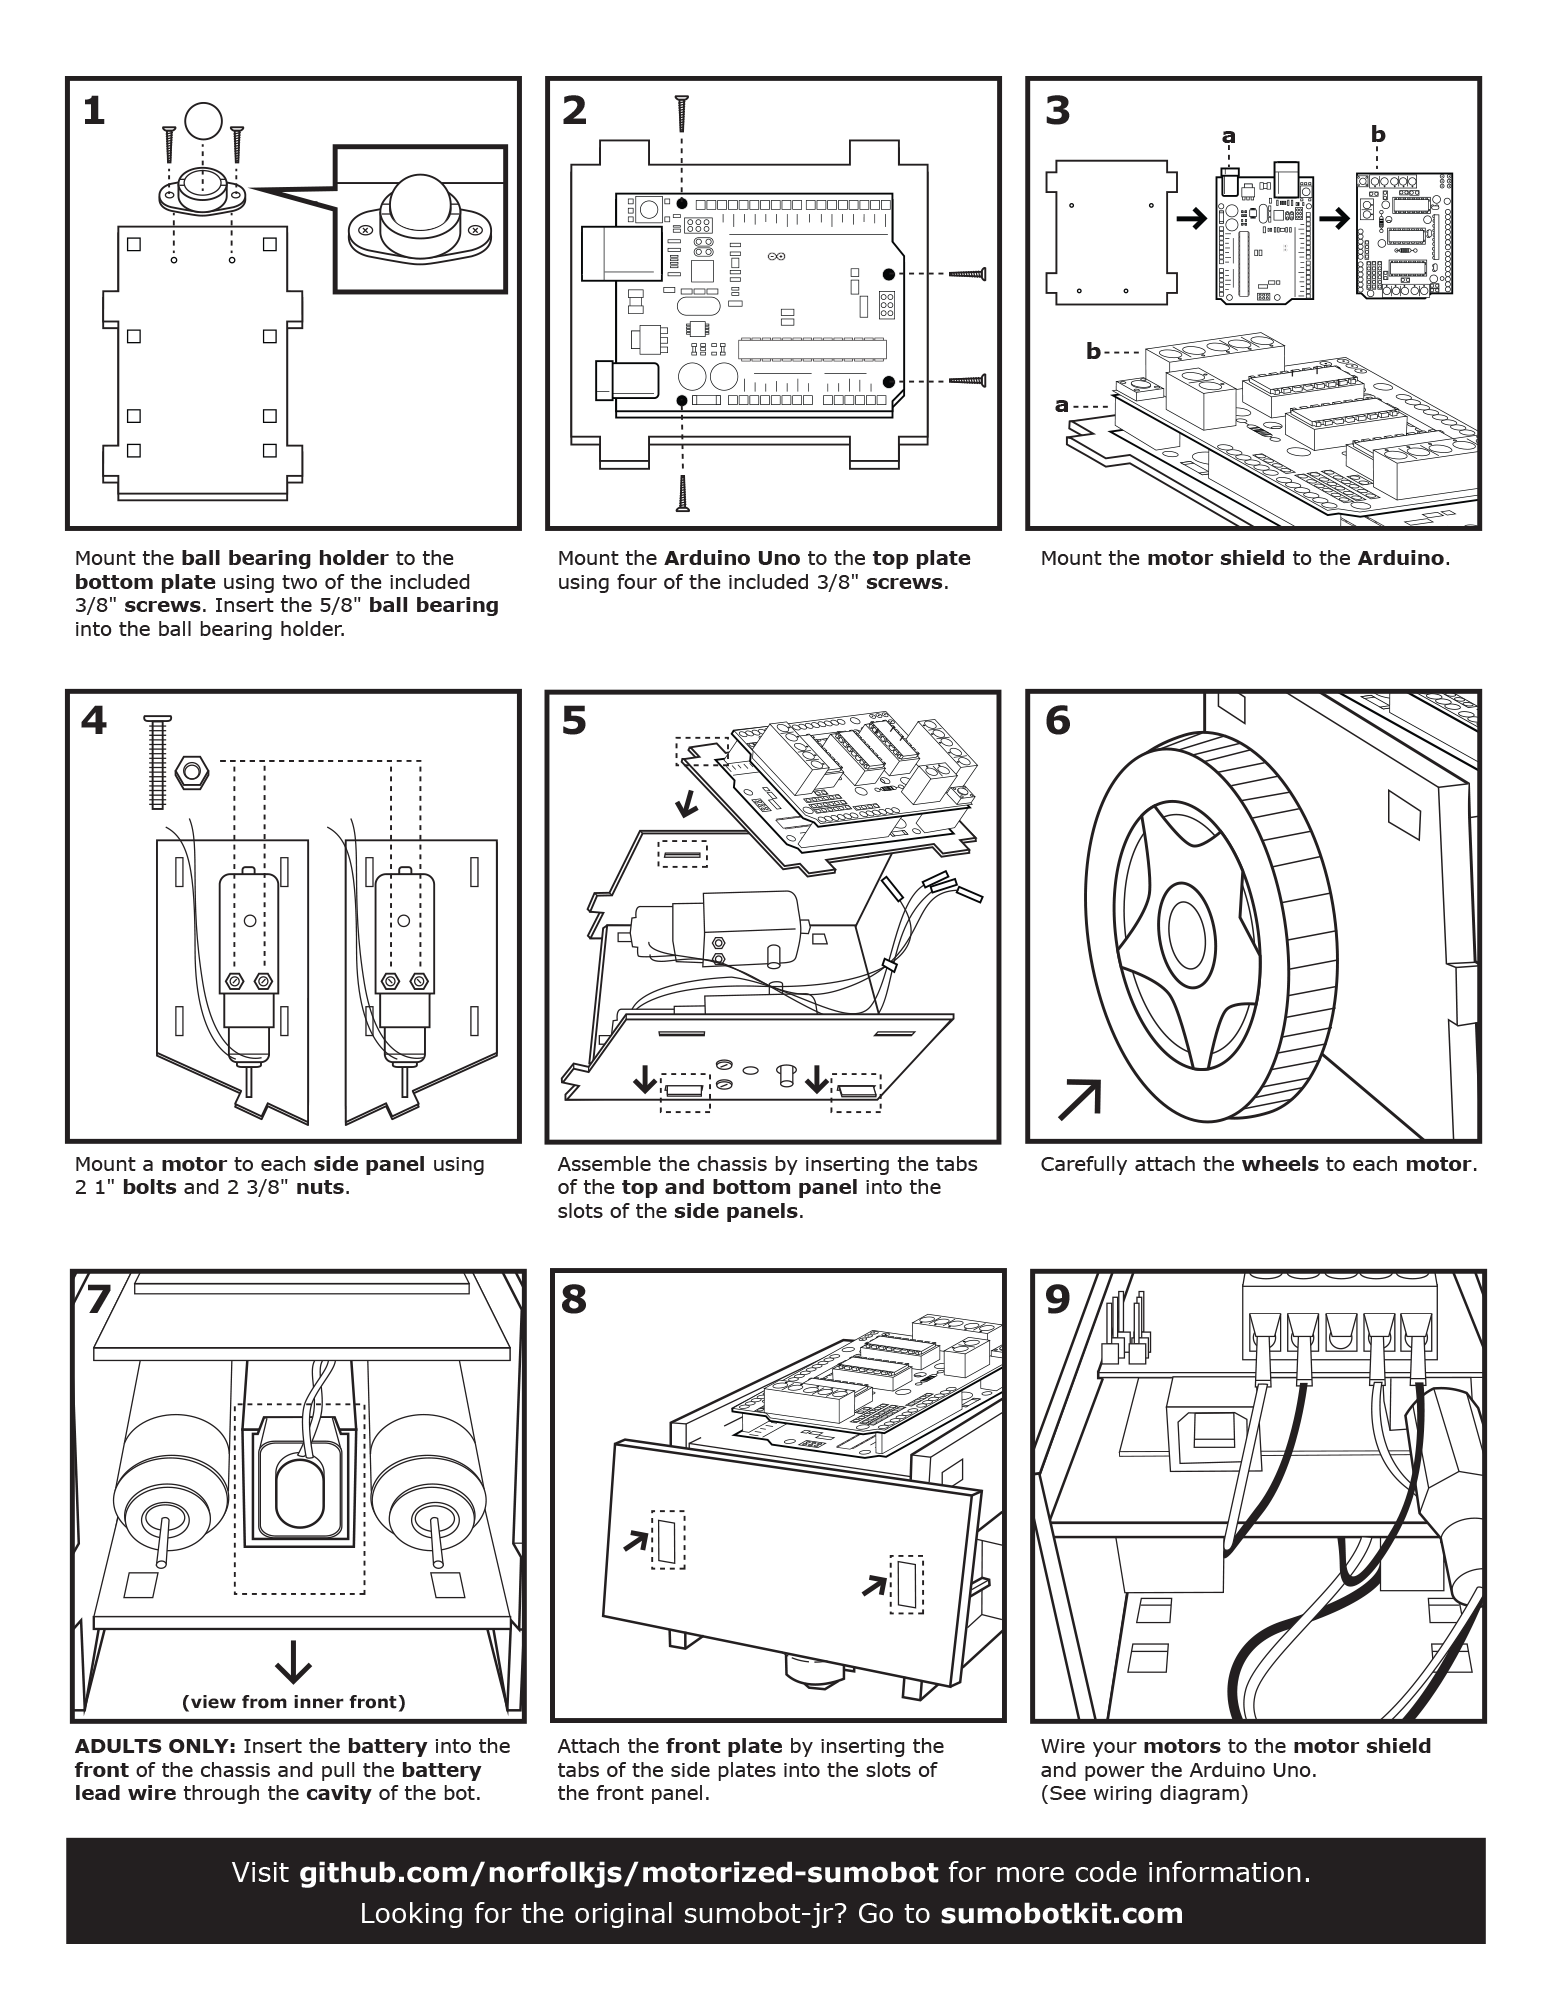 1
Mount the ball bearing holder to the
bottom plate using two of the included
3/8" screws. Insert the 5/8" ball bearing
into the ball bearing holder.
2
Mount the Arduino Uno to the top plate
using four of the included 3/8" screws.
3
a
b
b
a
Mount the motor shield to the Arduino.
4
Mount a motor to each side panel using
2 1" bolts and 2 3/8" nuts.
5
Assemble the chassis by inserting the tabs
of the top and bottom panel into the
slots of the side panels.
6
Carefully attach the wheels to each motor.
7
(view from inner front)
ADULTS ONLY: Insert the battery into the
front of the chassis and pull the battery
lead wire through the cavity of the bot.
8
Attach the front plate by inserting the
tabs of the side plates into the slots of
the front panel.
9
Wire your motors to the motor shield
and power the Arduino Uno.
(See wiring diagram)
Visit github.com/norfolkjs/motorized-sumobot for more code information.
Looking for the original sumobot-jr? Go to sumobotkit.com